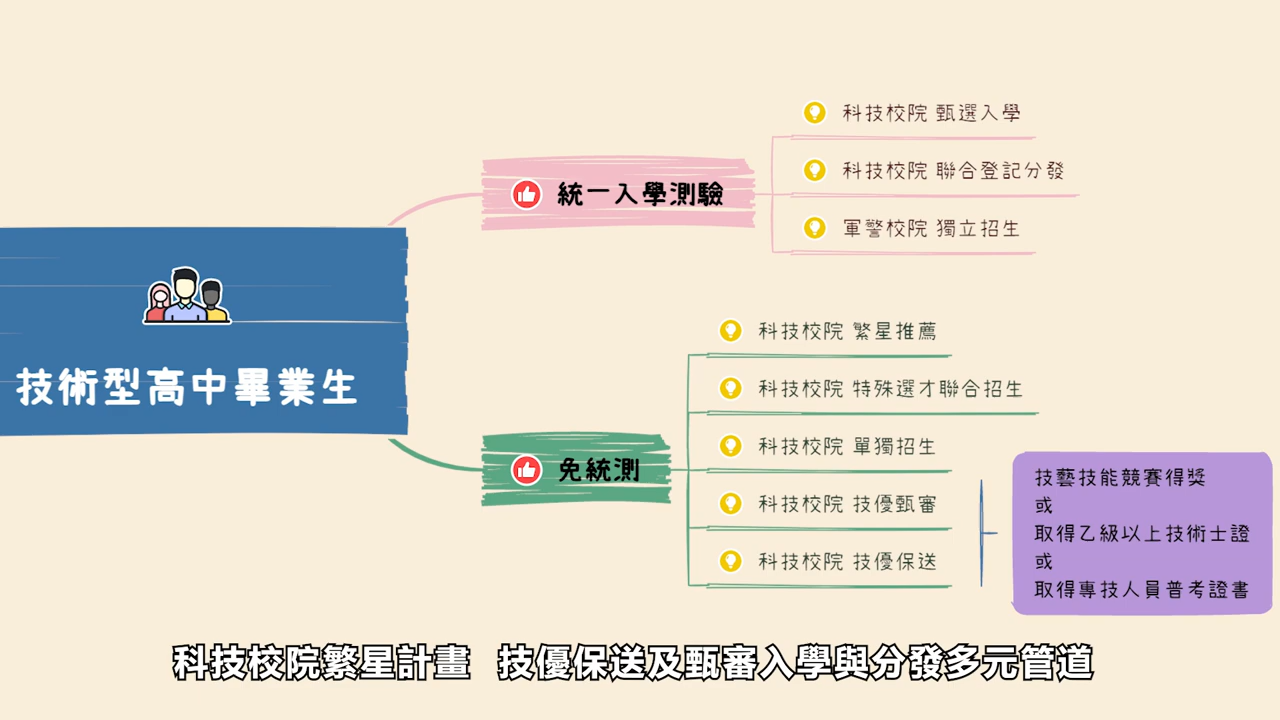 技術型高中畢業生
統一入學測驗
科技校院 甄選入學
科技校院 聯合登記分發
軍警校院 獨立招生
免統測
科技校院 繁星推薦
科技校院 特殊選才聯合招生
科技校院 單獨招生
科技校院 技優甄審
科技校院 技優保送
技藝技能競賽得獎
或
取得乙級以上技術士證
或
取得專技人員普考證書
科技校院繁星計畫 技優保送及甄審入學與分發多元管道